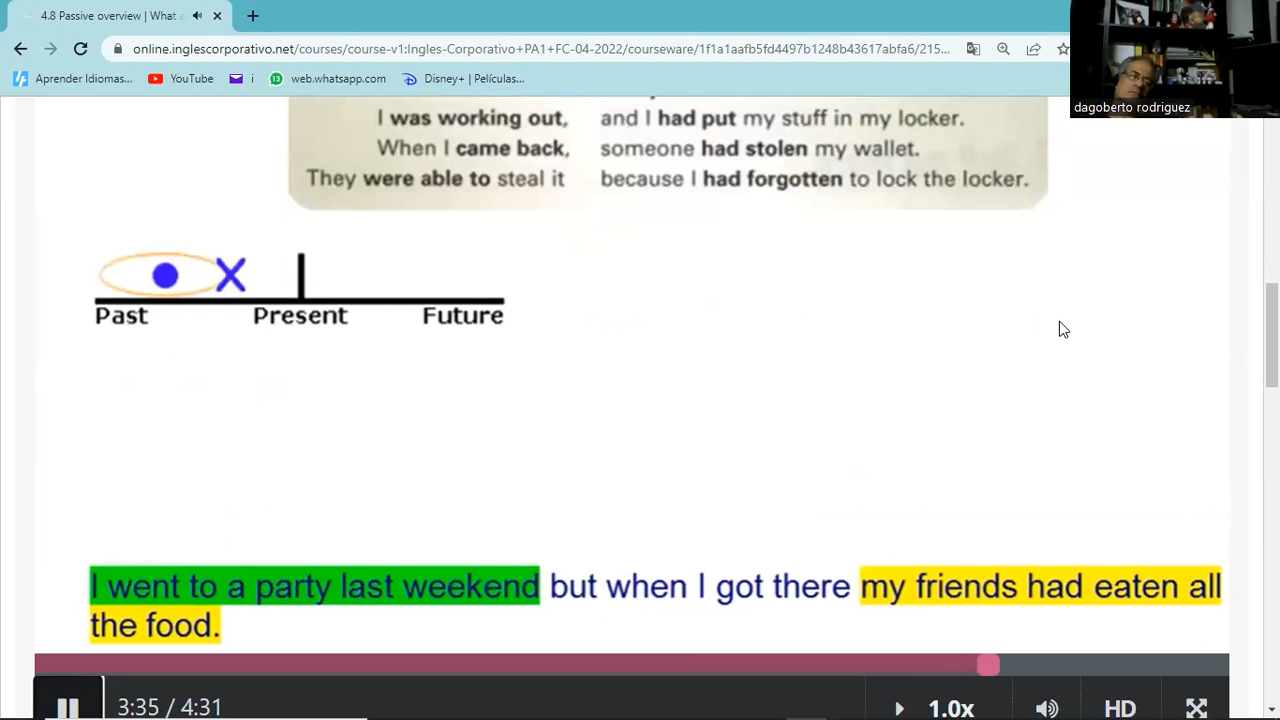 4.8 Passive overview | What a
online.inglescorporativo.net/courses/course-v1:Ingles-Corporativo+PA1+FC-04-2022/courseware/1f1a1aafb5fd4497b1248b43617abfa6/215...
Aprender Idiomas...
YouTube
i
web.whatsapp.com
Disney+ | Películas...
dagoberto rodriguez
I was working out, and I had put my stuff in my locker.
When I came back, someone had stolen my wallet.
They were able to steal it because I had forgotten to lock the locker.
Past Present Future
I went to a party last weekend but when I got there my friends had eaten all
the food.
3:35 / 4:31
1.0x
HD